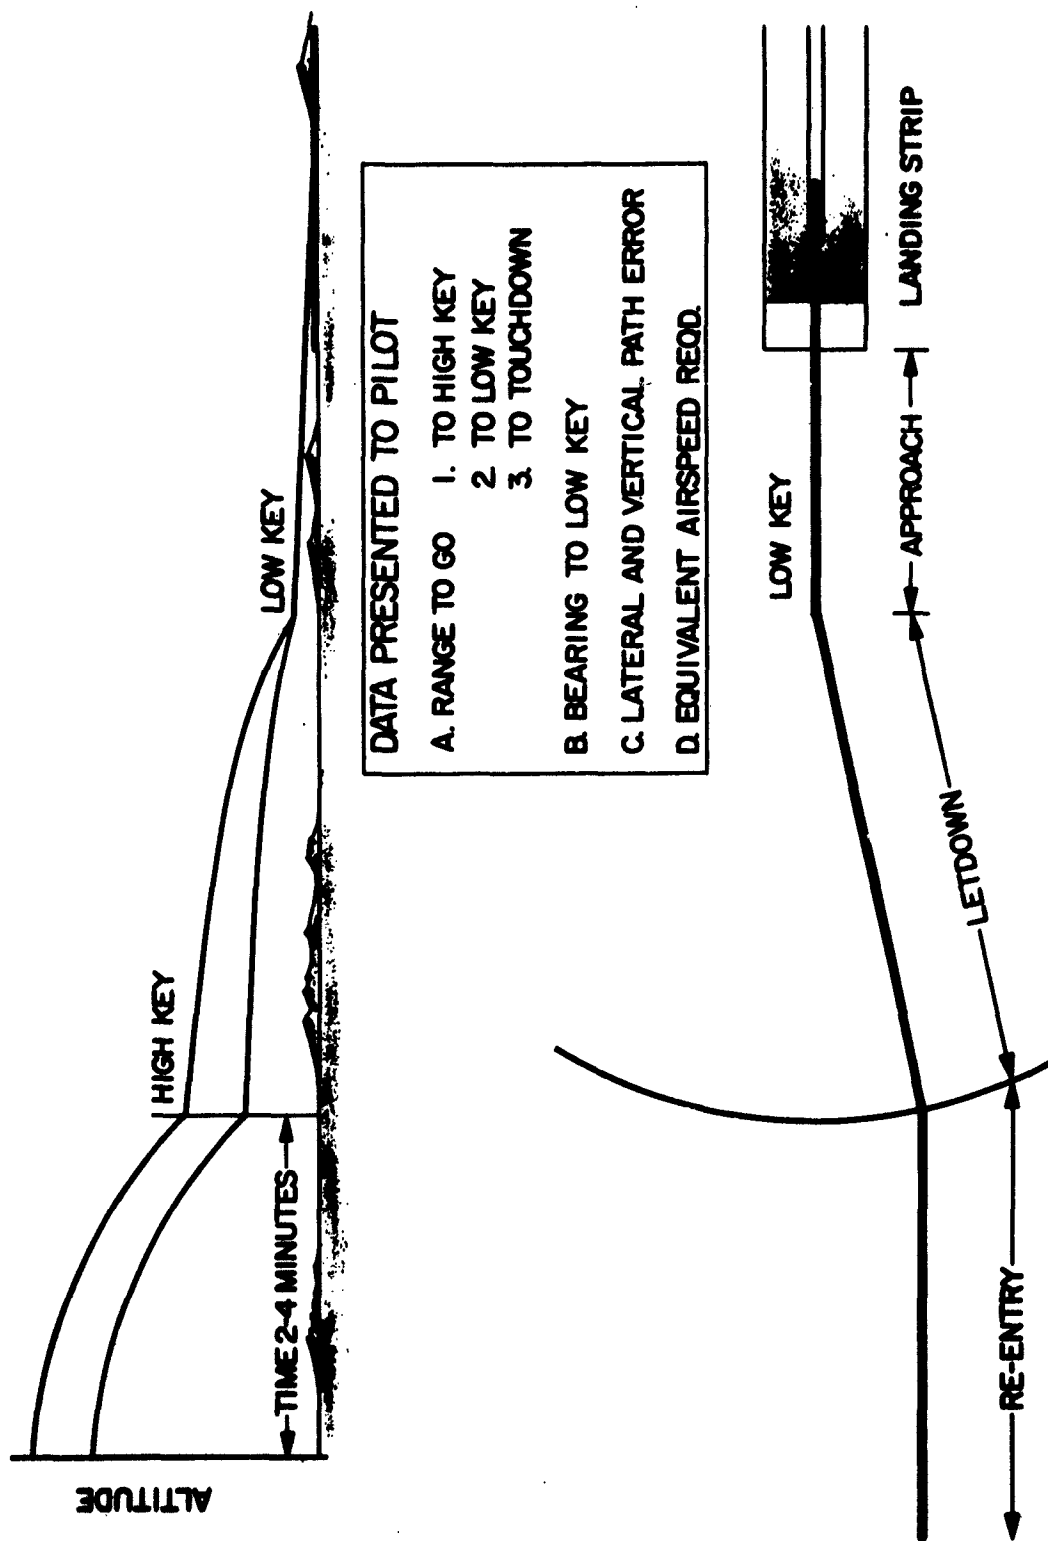 ALTITUDE
HIGH KEY
LOW KEY
TIME 2-4 MINUTES
DATA PRESENTED TO PILOT
A. RANGE TO GO 1. TO HIGH KEY
2. TO LOW KEY
3. TO TOUCHDOWN
B. BEARING TO LOW KEY
C. LATERAL AND VERTICAL PATH ERROR
D. EQUIVALENT AIRSPEED REQD.
LOW KEY
RE-ENTRY
LETDOWN
APPROACH
LANDING STRIP